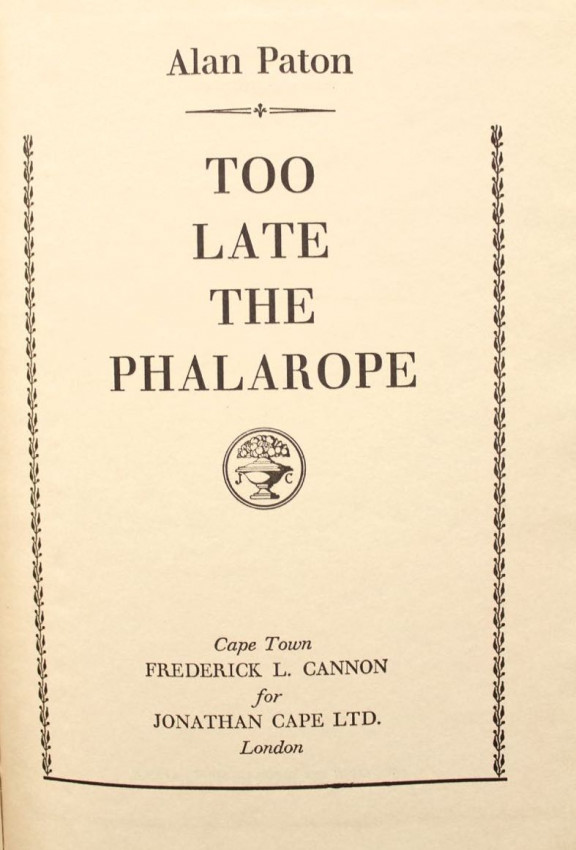 Alan Paton
TOO
LATE
THE
PHALAROPE
J C
Cape Town
FREDERICK L. CANNON
for
JONATHAN CAPE LTD.
London